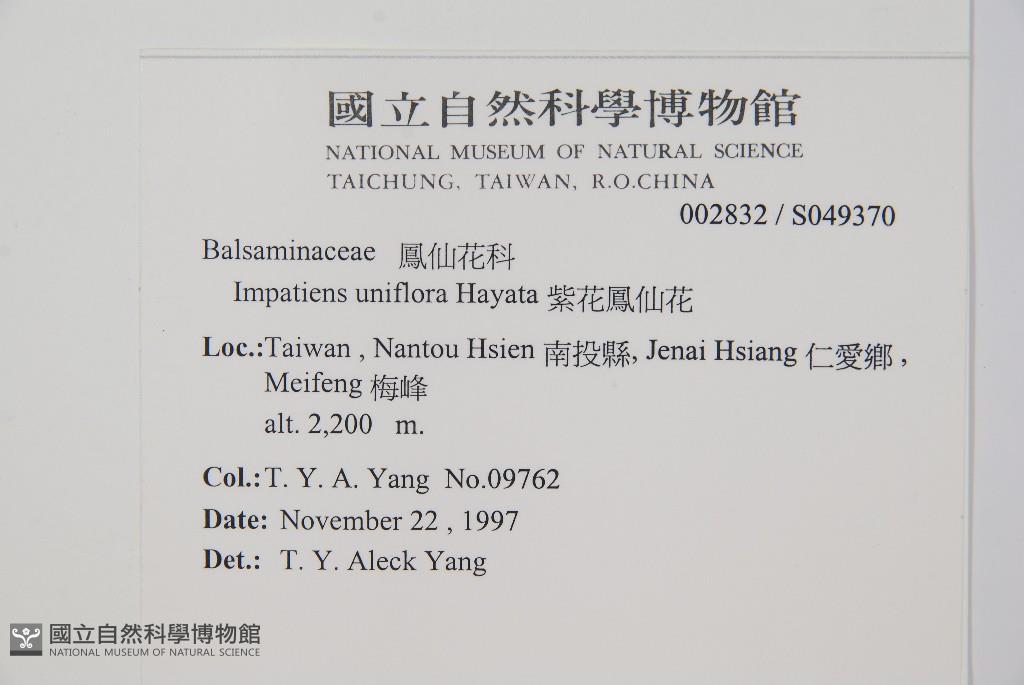 國立自然科學博物館
NATIONAL MUSEUM OF NATURAL SCIENCE
TAICHUNG, TAIWAN, R.O.CHINA
002832 / S049370
Balsaminaceae 鳳仙花科
Impatiens uniflora Hayata 紫花鳳仙花
Loc.:Taiwan , Nantou Hsien 南投縣, Jenai Hsiang 仁愛鄉 ,
Meifeng 梅峰
alt. 2,200 m.
Col.:T. Y. A. Yang No.09762
Date: November 22 , 1997
Det.: T. Y. Aleck Yang
國立自然科學博物館
NATIONAL MUSEUM OF NATURAL SCIENCE